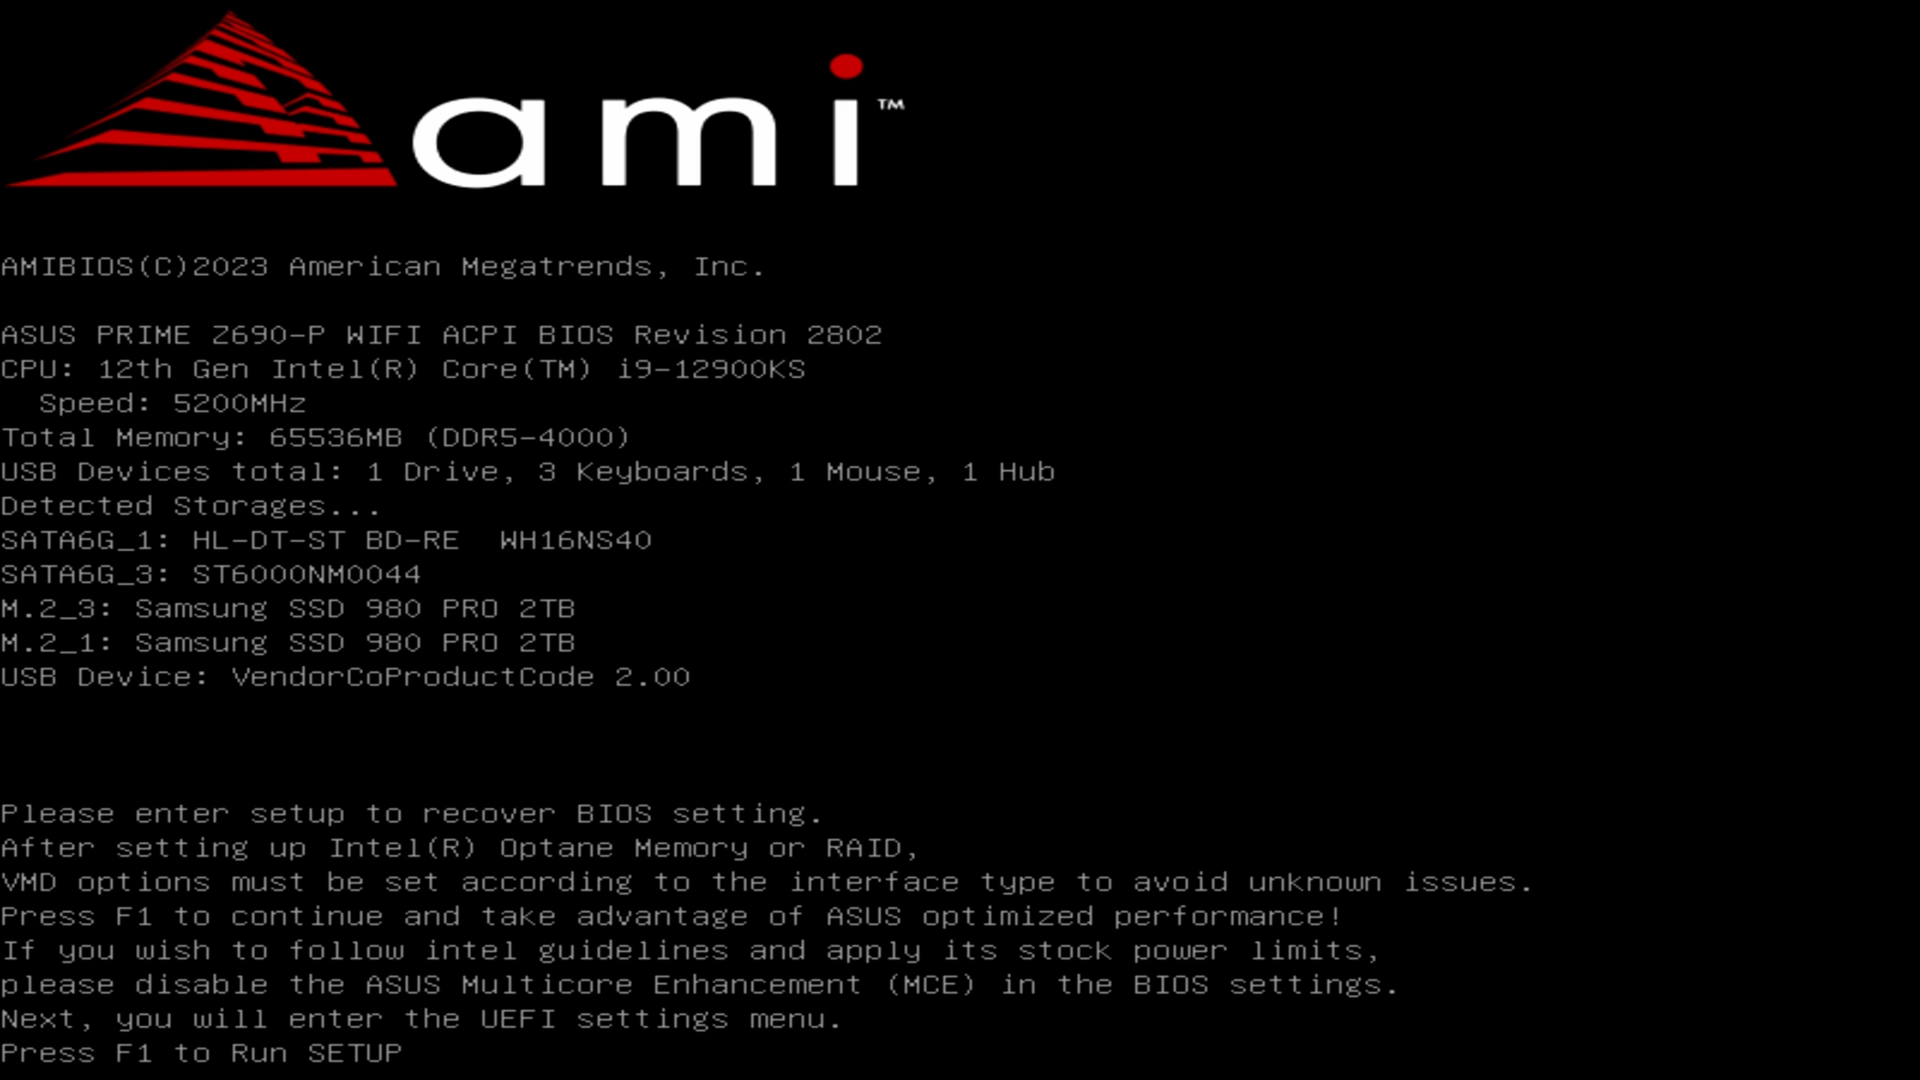 ami™
AMIBIOS(C)2023 American Megatrends, Inc.
ASUS PRIME Z690-P WIFI ACPI BIOS Revision 2802
CPU: 12th Gen Intel(R) Core(TM) i9-12900KS
Speed: 5200MHz
Total Memory: 65536MB (DDR5-4000)
USB Devices total: 1 Drive, 3 Keyboards, 1 Mouse, 1 Hub
Detected Storages...
SATA6G_1: HL-DT-ST BD-RE  WH16NS40
SATA6G_3: ST6000NM0044
M.2_3: Samsung SSD 980 PRO 2TB
M.2_1: Samsung SSD 980 PRO 2TB
USB Device: VendorCoProductCode 2.00
Please enter setup to recover BIOS setting.
After setting up Intel(R) Optane Memory or RAID,
VMD options must be set according to the interface type to avoid unknown issues.
Press F1 to continue and take advantage of ASUS optimized performance!
If you wish to follow intel guidelines and apply its stock power limits,
please disable the ASUS Multicore Enhancement (MCE) in the BIOS settings.
Next, you will enter the UEFI settings menu.
Press F1 to Run SETUP